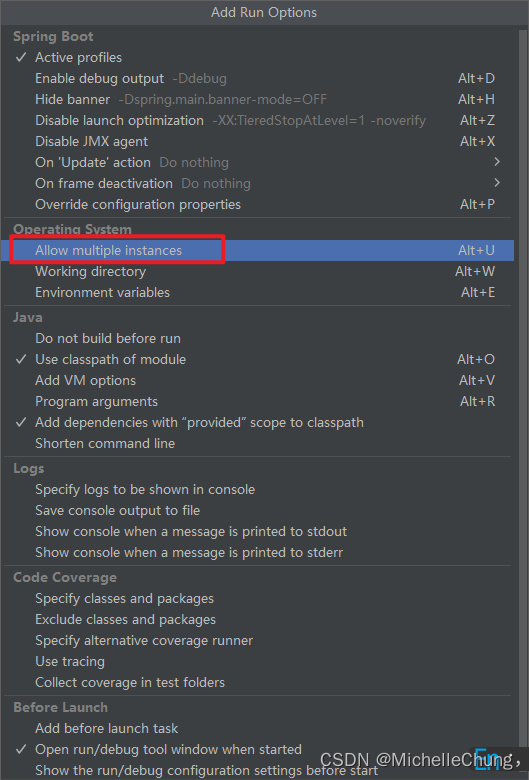 Add Run Options
Spring Boot
✓ Active profiles
Enable debug output -Ddebug Alt+D
Hide banner -Dspring.main.banner-mode=OFF Alt+H
Disable launch optimization -XX:TieredStopAtLevel=1 -noverify Alt+Z
Disable JMX agent Alt+X
On 'Update' action Do nothing >
On frame deactivation Do nothing >
Override configuration properties Alt+P
Operating System
Allow multiple instances Alt+U
Working directory Alt+W
Environment variables Alt+E
Java
Do not build before run
✓ Use classpath of module Alt+O
Add VM options Alt+V
Program arguments Alt+R
✓ Add dependencies with “provided” scope to classpath
Shorten command line
Logs
Specify logs to be shown in console
Save console output to file
Show console when a message is printed to stdout
Show console when a message is printed to stderr
Code Coverage
Specify classes and packages
Exclude classes and packages
Specify alternative coverage runner
Use tracing
Collect coverage in test folders
Before Launch
Add before launch task
✓ Open run/debug tool window when started
Show the run/debug configuration settings before start
CSDN @MichelleChung,
En